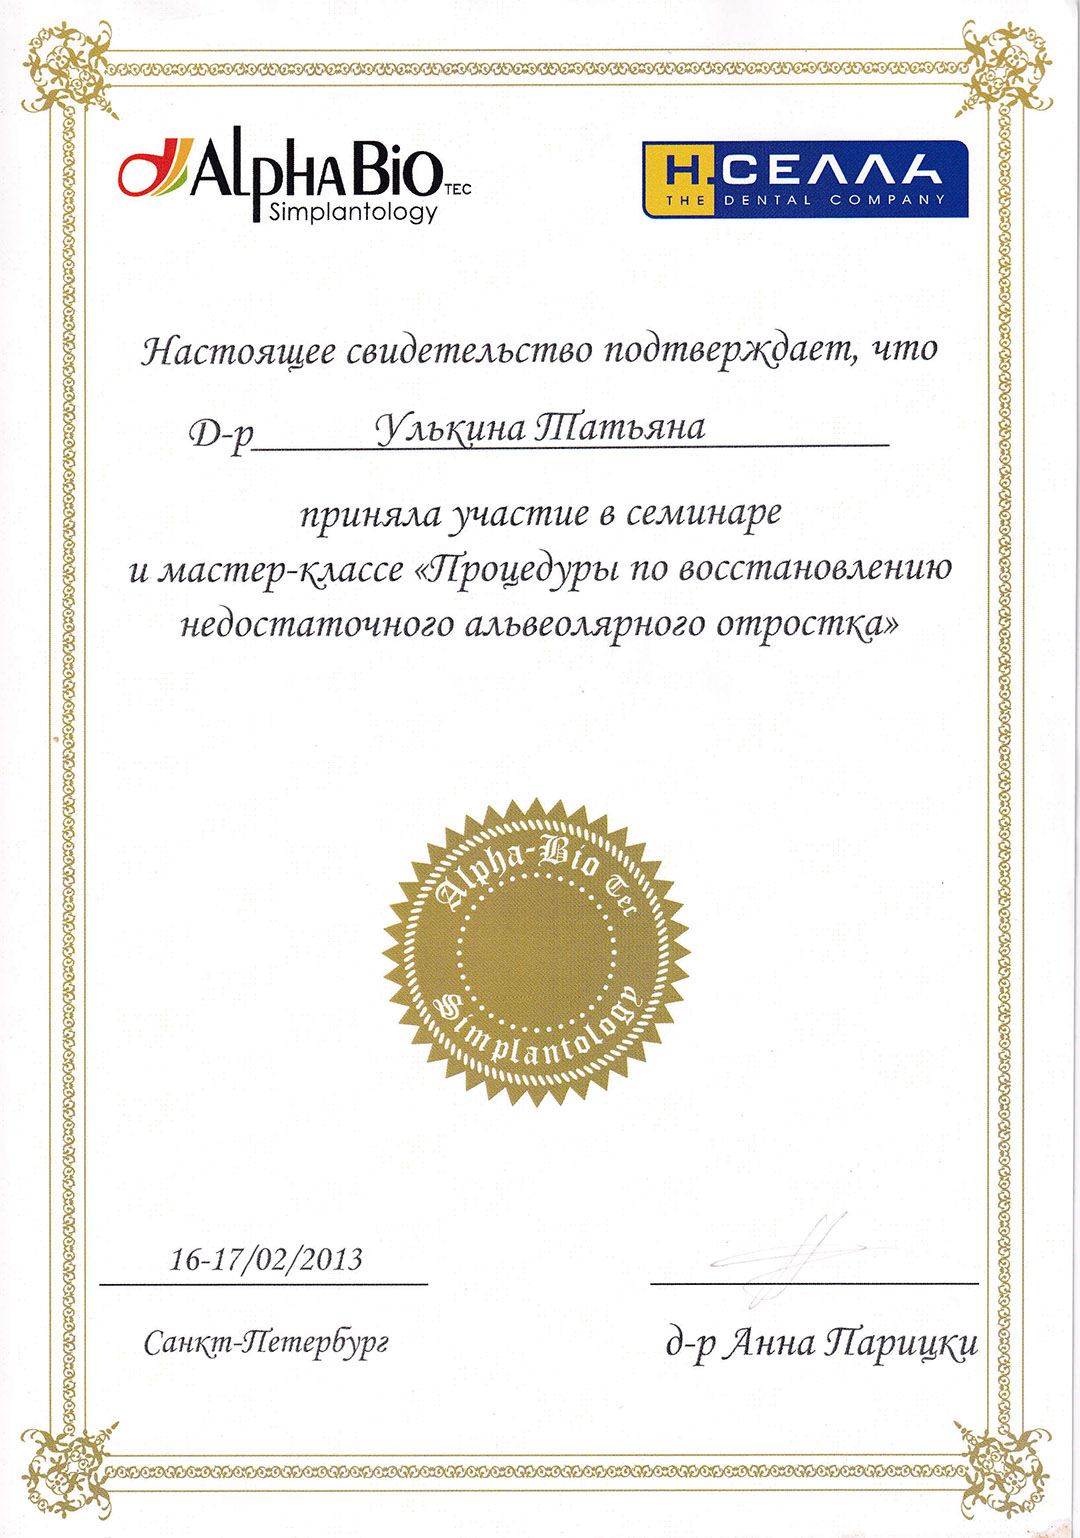 AlphaBio TEC
Simplantology
Н.СЕЛЛА
THE DENTAL COMPANY
Настоящее свидетельство подтверждает, что
Д-р Улькина Татьяна
приняла участие в семинаре
и мастер-классе «Процедуры по восстановлению
недостаточного альвеолярного отростка»
Alpha-Bio Tec
Simplantology
16-17/02/2013
Санкт-Петербург
д-р Анна Парицки